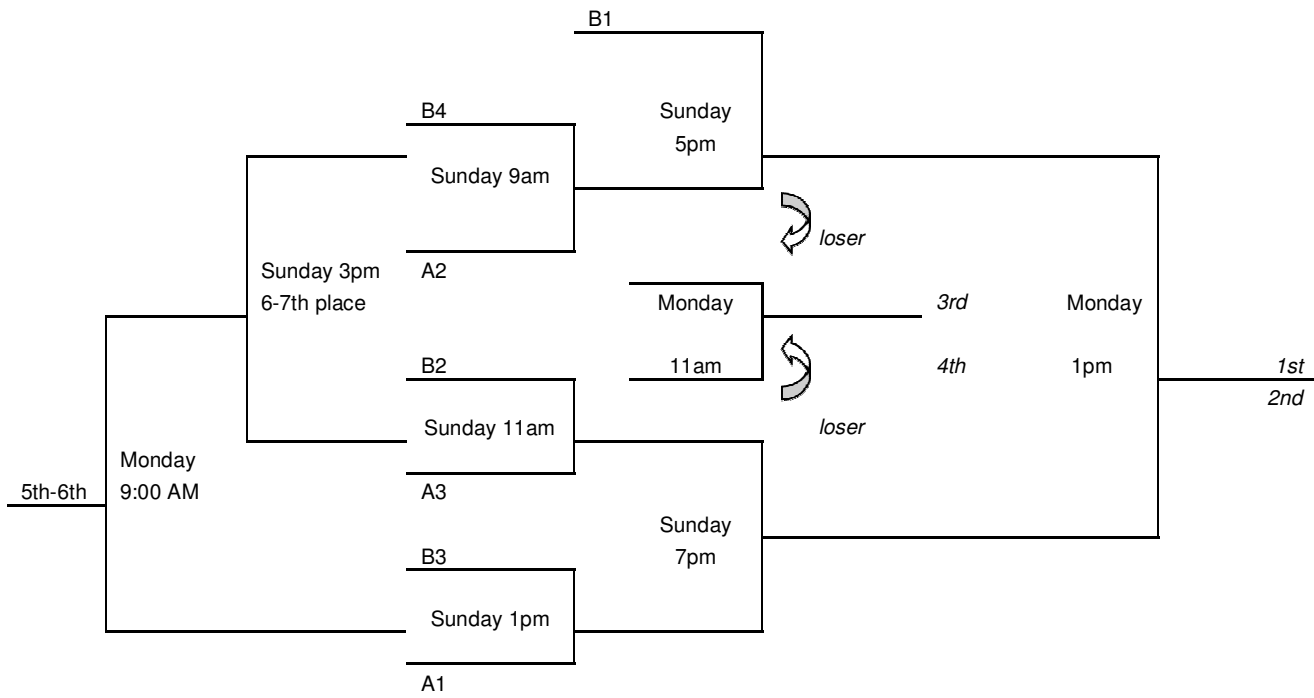 B1
B4
Sunday
5pm
Sunday 9am
loser
A2
Sunday 3pm
6-7th place
Monday
3rd
Monday
B2
11am
4th
1pm
1st
2nd
Sunday 11am
loser
Monday
9:00 AM
5th-6th
A3
Sunday
7pm
B3
Sunday 1pm
A1